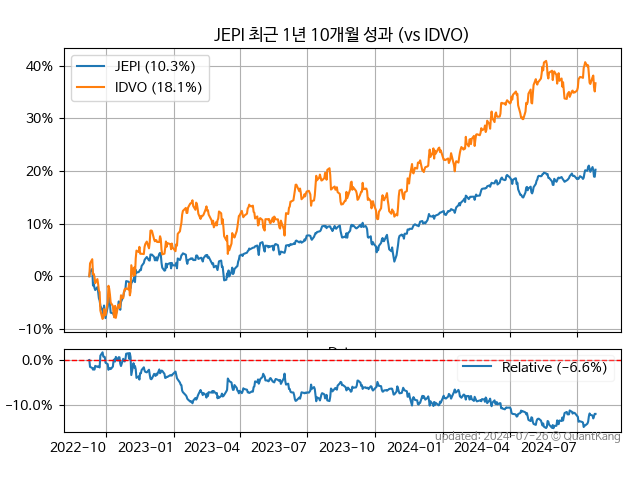 JEPI 최근 1년 10개월 성과 (vs IDVO)
JEPI (10.3%)
IDVO (18.1%)
40%
30%
20%
10%
0%
−10%
0.0%
−10.0%
Relative (−6.6%)
2022-10 2023-01 2023-04 2023-07 2023-10 2024-01 2024-04 2024-07
updated: 2024-07-26 © QuantKang